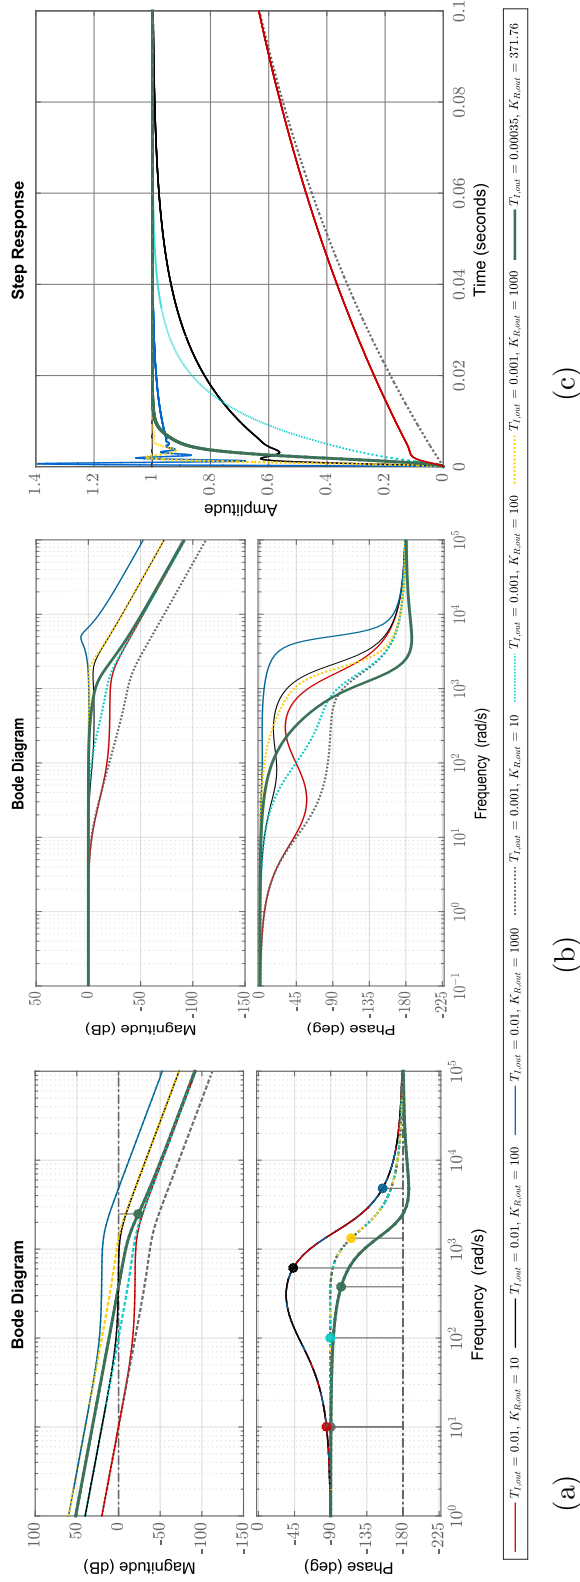 Bode Diagram
Magnitude (dB)
100
50
0
-50
-100
-150
Phase (deg)
0
-45
-90
-135
-180
-225
10^0
10^1
10^2
10^3
10^4
10^5
Frequency (rad/s)
(a)
Bode Diagram
Magnitude (dB)
50
0
-50
-100
-150
Phase (deg)
0
-45
-90
-135
-180
-225
10^-1
10^0
10^1
10^2
10^3
10^4
10^5
Frequency (rad/s)
(b)
Step Response
Amplitude
1.4
1.2
1
0.8
0.6
0.4
0.2
0
0
0.02
0.04
0.06
0.08
0.1
Time (seconds)
(c)
T_{I,out} = 0.01, K_{R,out} = 10
T_{I,out} = 0.01, K_{R,out} = 100
T_{I,out} = 0.01, K_{R,out} = 1000
T_{I,out} = 0.001, K_{R,out} = 10
T_{I,out} = 0.001, K_{R,out} = 100
T_{I,out} = 0.001, K_{R,out} = 1000
T_{I,out} = 0.00035, K_{R,out} = 371.76